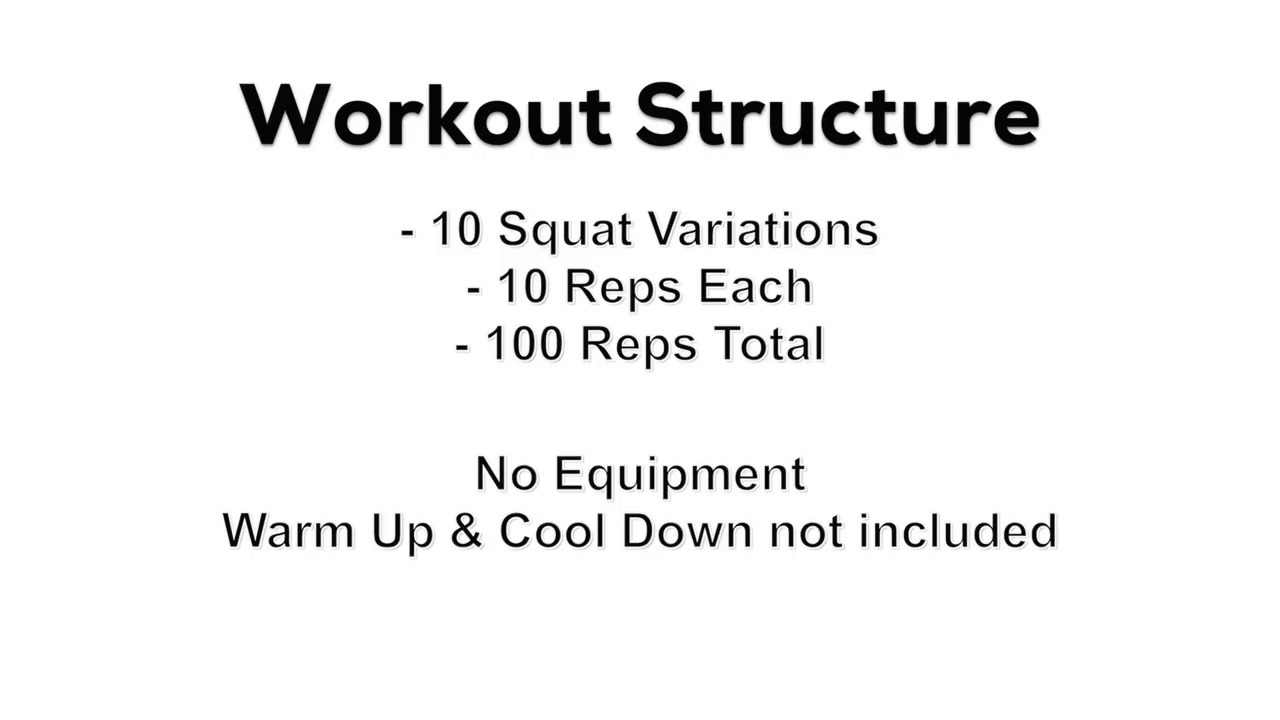 Workout Structure
- 10 Squat Variations
- 10 Reps Each
- 100 Reps Total
No Equipment
Warm Up & Cool Down not included